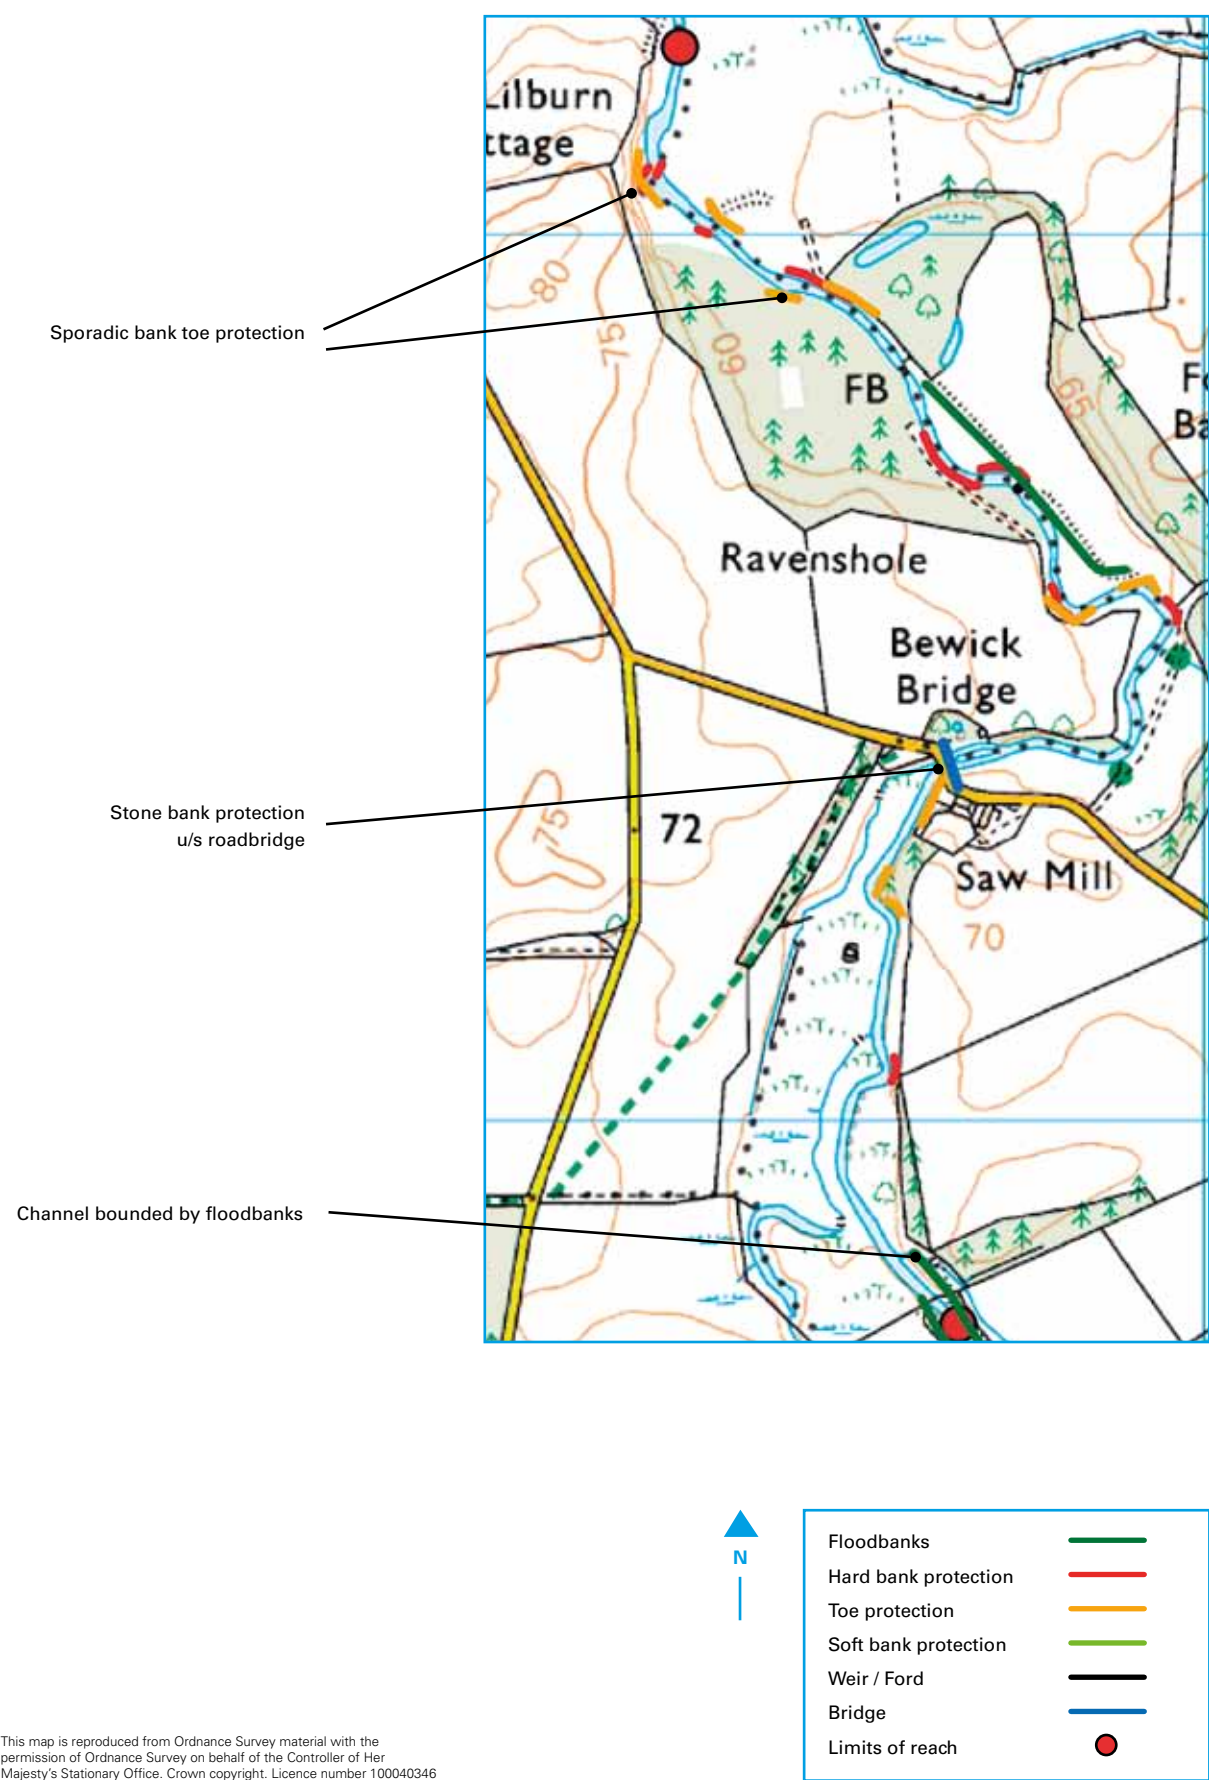 Lilburn
ttage
80
75
60
Sporadic bank toe protection
FB
65
Ba
Ravenshole
Bewick
Bridge
Stone bank protection
u/s roadbridge
75
72
Saw Mill
70
Channel bounded by floodbanks
N
Floodbanks
Hard bank protection
Toe protection
Soft bank protection
Weir / Ford
Bridge
Limits of reach
This map is reproduced from Ordnance Survey material with the
permission of Ordnance Survey on behalf of the Controller of Her
Majesty's Stationary Office. Crown copyright. Licence number 100040346